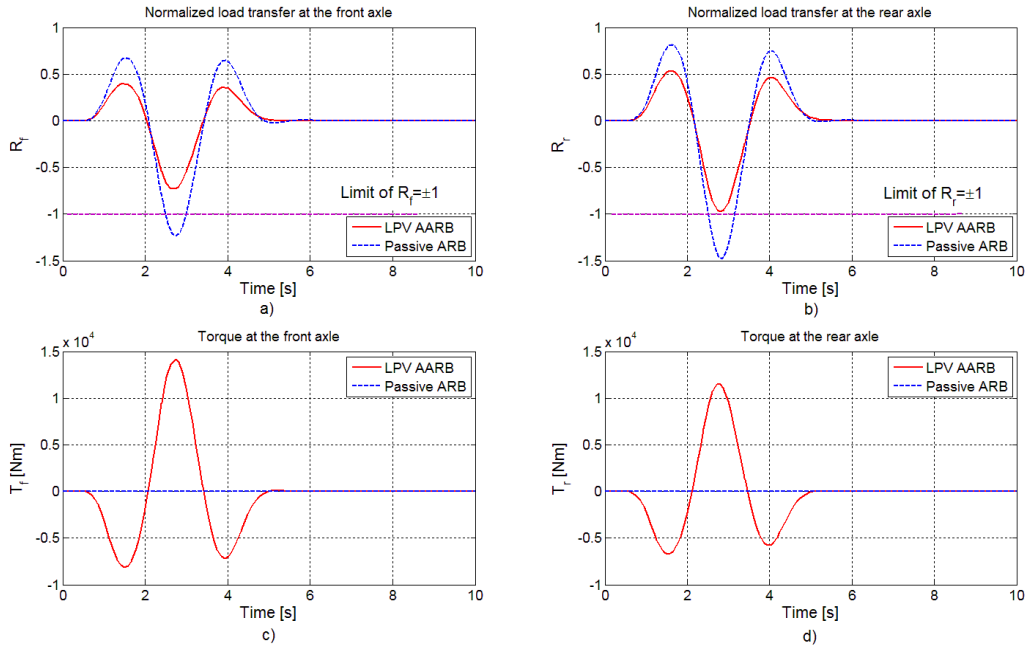 Normalized load transfer at the front axle
1
0.5
0
-0.5
-1
-1.5
R_f
Limit of R_f=±1
LPV AARB
Passive ARB
0 2 4 6 8 10
Time [s]
a)
Normalized load transfer at the rear axle
1
0.5
0
-0.5
-1
-1.5
R_r
Limit of R_r=±1
LPV AARB
Passive ARB
0 2 4 6 8 10
Time [s]
b)
Torque at the front axle
x 10^4
1.5
1
0.5
0
-0.5
-1
T_f [Nm]
LPV AARB
Passive ARB
0 2 4 6 8 10
Time [s]
c)
Torque at the rear axle
x 10^4
1.5
1
0.5
0
-0.5
-1
T_r [Nm]
LPV AARB
Passive ARB
0 2 4 6 8 10
Time [s]
d)